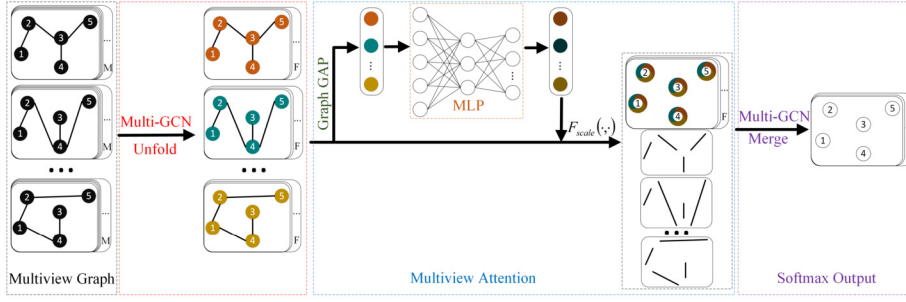 2 5 2 5
3 3
1 ... 1 ...
4 M 4 F
2 5 2 5
3 3
1 ... 1 ...
4 M 4 F
2 5 2 5
3 3
1 ... 1 ...
4 M 4 F
Multi-GCN
Unfold
Graph GAP
MLP
F_scale(·,·)
2 5
3
1 ...
4 F
Multi-GCN
Merge
2 5
3
1
4
Multiview Graph
Multiview Attention
Softmax Output